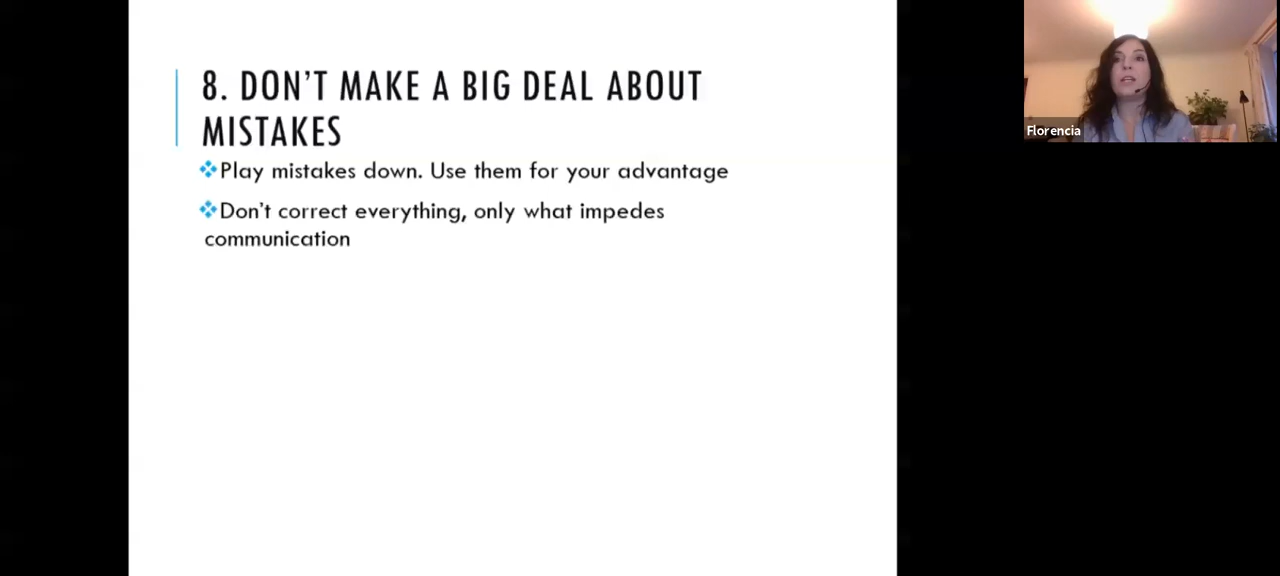 8. DON'T MAKE A BIG DEAL ABOUT
MISTAKES
❖Play mistakes down. Use them for your advantage
❖Don't correct everything, only what impedes
communication
Florencia